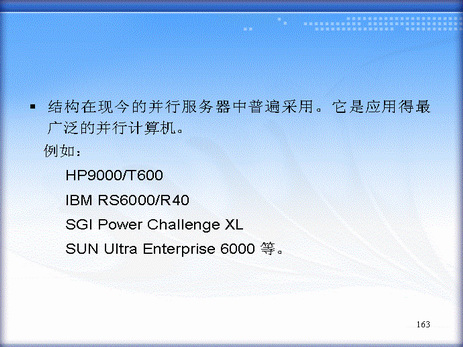 ▪ 结构在现今的并行服务器中普遍采用。它是应用得最
广泛的并行计算机。
例如：
HP9000/T600
IBM RS6000/R40
SGI Power Challenge XL
SUN Ultra Enterprise 6000 等。
163